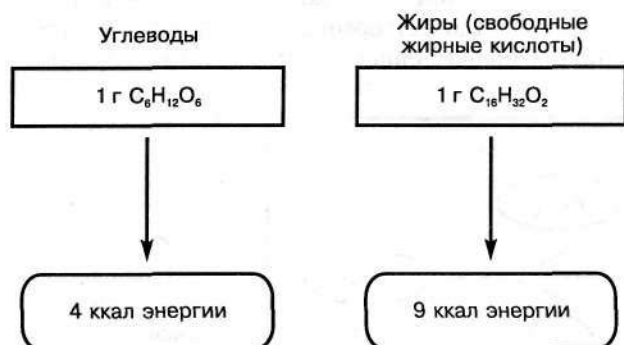 Углеводы
Жиры (свободные
жирные кислоты)
1 г C₆H₁₂O₆
1 г C₁₆H₃₂O₂
4 ккал энергии
9 ккал энергии